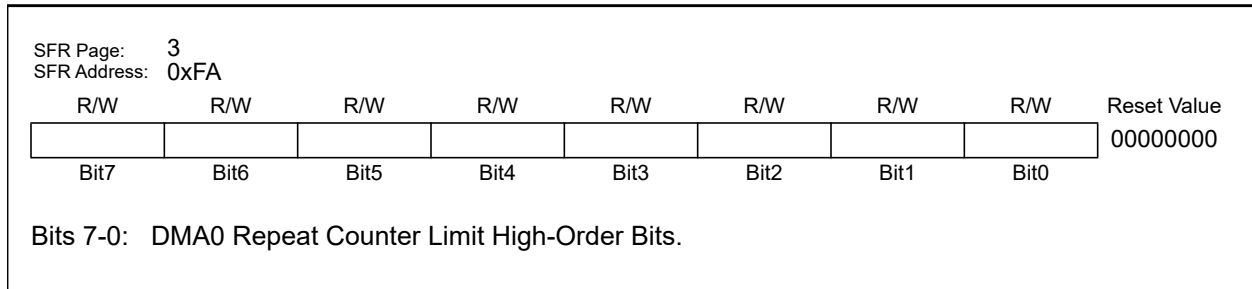 SFR Page: 3
SFR Address: 0xFA
R/W R/W R/W R/W R/W R/W R/W R/W Reset Value
00000000
Bit7 Bit6 Bit5 Bit4 Bit3 Bit2 Bit1 Bit0
Bits 7-0: DMA0 Repeat Counter Limit High-Order Bits.